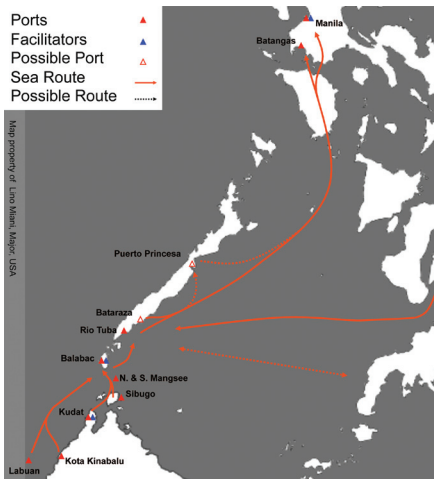 Ports
Facilitators
Possible Port
Sea Route
Possible Route
Map property of Lino Miani, Major, USA
Manila
Batangas
Puerto Princesa
Bataraza
Rio Tuba
Balabac
N. & S. Mangsee
Sibugo
Kudat
Kota Kinabalu
Labuan